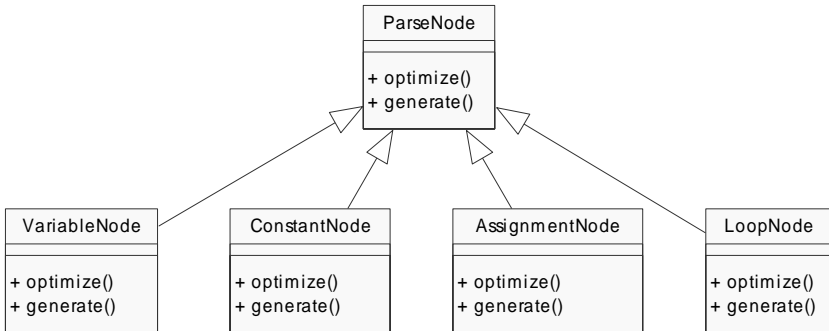 ParseNode
+ optimize()
+ generate()
VariableNode
+ optimize()
+ generate()
ConstantNode
+ optimize()
+ generate()
AssignmentNode
+ optimize()
+ generate()
LoopNode
+ optimize()
+ generate()